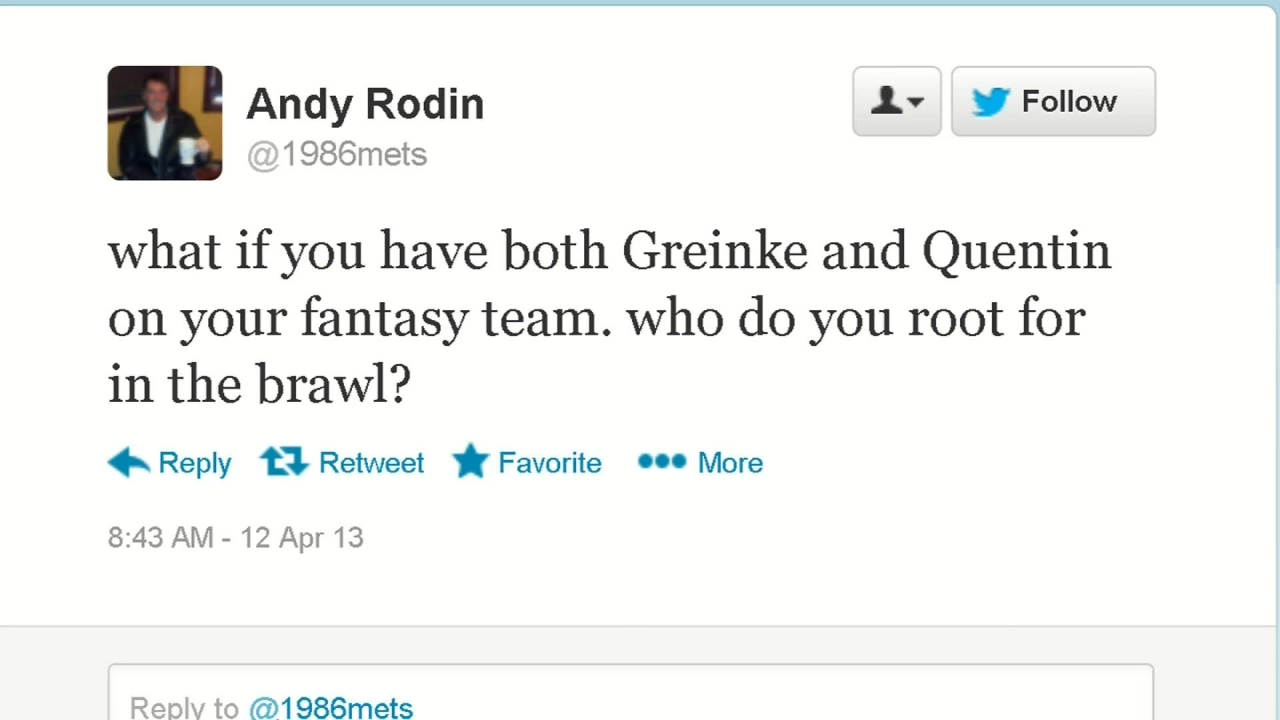 Andy Rodin
Follow
@1986mets
what if you have both Greinke and Quentin
on your fantasy team. who do you root for
in the brawl?
Reply Retweet Favorite More
8:43 AM - 12 Apr 13
Reply to @1986mets